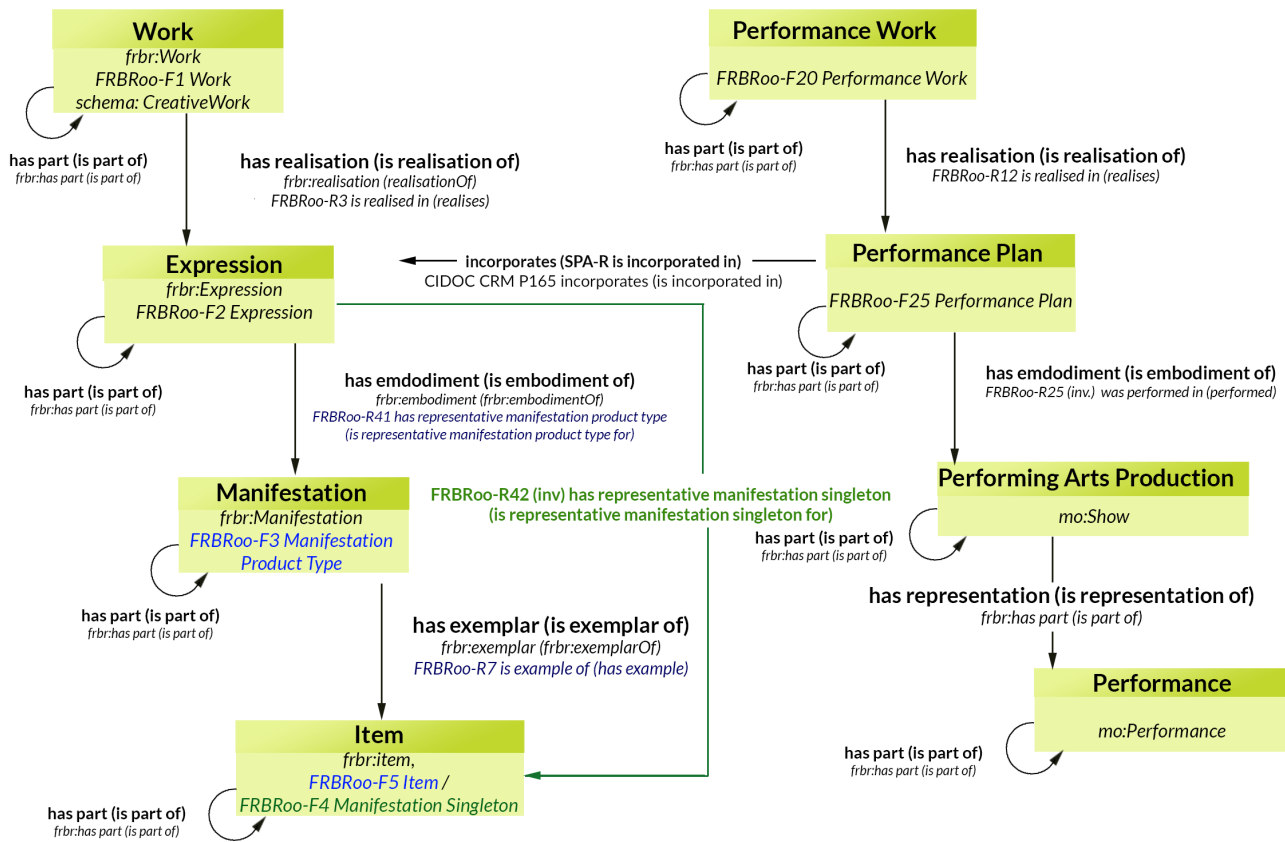 Work
frbr:Work
FRBRoo-F1 Work
schema: CreativeWork
has part (is part of)
frbr:has part (is part of)
has realisation (is realisation of)
frbr:realisation (realisationOf)
FRBRoo-R3 is realised in (realises)
Expression
frbr:Expression
FRBRoo-F2 Expression
has part (is part of)
frbr:has part (is part of)
has emdodiment (is embodiment of)
frbr:embodiment (frbr:embodimentOf)
FRBRoo-R41 has representative manifestation product type
(is representative manifestation product type for)
Manifestation
frbr:Manifestation
FRBRoo-F3 Manifestation
Product Type
has part (is part of)
frbr:has part (is part of)
has exemplar (is exemplar of)
frbr:exemplar (frbr:exemplarOf)
FRBRoo-R7 is example of (has example)
Item
frbr:item,
FRBRoo-F5 Item /
FRBRoo-F4 Manifestation Singleton
has part (is part of)
frbr:has part (is part of)
incorporates (SPA-R is incorporated in)
CIDOC CRM P165 incorporates (is incorporated in)
FRBRoo-R42 (inv) has representative manifestation singleton
(is representative manifestation singleton for)
Performance Work
FRBRoo-F20 Performance Work
has part (is part of)
frbr:has part (is part of)
has realisation (is realisation of)
FRBRoo-R12 is realised in (realises)
Performance Plan
FRBRoo-F25 Performance Plan
has part (is part of)
frbr:has part (is part of)
has emdodiment (is embodiment of)
FRBRoo-R25 (inv.) was performed in (performed)
Performing Arts Production
mo:Show
has part (is part of)
frbr:has part (is part of)
has representation (is representation of)
frbr:has part (is part of)
Performance
mo:Performance
has part (is part of)
frbr:has part (is part of)